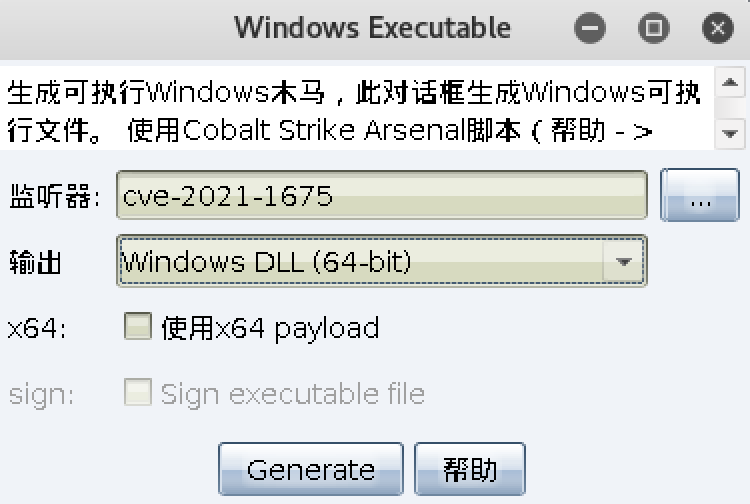 Windows Executable
生成可执行Windows木马，此对话框生成Windows可执
行文件。 使用Cobalt Strike Arsenal脚本 ( 帮助 - >
监听器: cve-2021-1675 ...
输出 Windows DLL (64-bit)
x64: 使用x64 payload
sign: Sign executable file
Generate 帮助